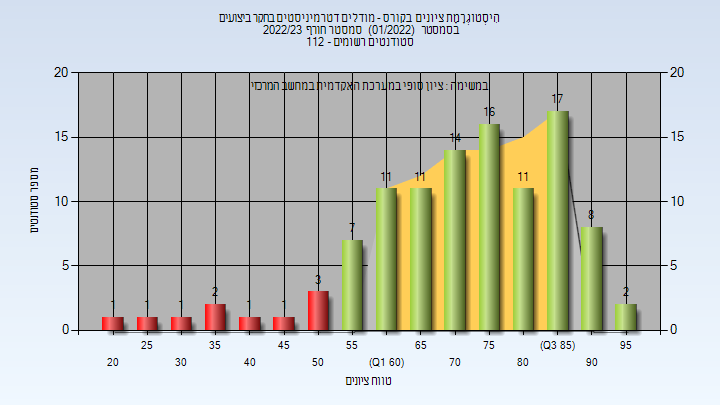 היסטוגרמת ציונים בקורס - מודלים דטרמיניסטים בחקר ביצועים
בסמסטר (01/2022) סמסטר חורף 2022/23
סטודנטים רשומים - 112
במשימה : ציון סופי במערכת האקדמית במחשב המרכזי
20 20
15 15
10 10
5 5
0 0
מספר סטודנטים
1 1 1 2 1 1 3 7 11 11 14 16 11 17 8 2
25 35 45 55 65 75 (Q3 85) 95
20 30 40 50 (Q1 60) 70 80 90
טווח ציונים